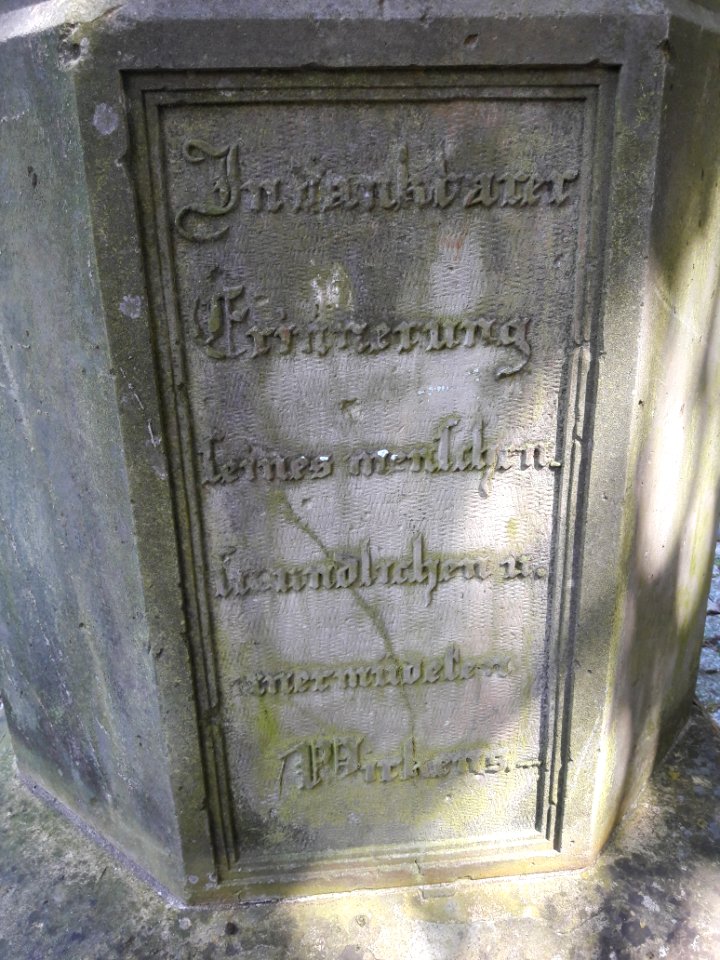 In dankbarer
Erinnerung
seines menschen-
freundlichen u.
unermüdeten
Wirkens.